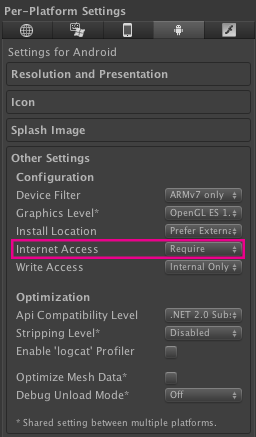 Per-Platform Settings
Settings for Android
Resolution and Presentation
Icon
Splash Image
Other Settings
Configuration
Device Filter ARMv7 only
Graphics Level* OpenGL ES 1.
Install Location Prefer Externa
Internet Access Require
Write Access Internal Only
Optimization
Api Compatibility Level .NET 2.0 Subs
Stripping Level* Disabled
Enable 'logcat' Profiler
Optimize Mesh Data*
Debug Unload Mode* Off
* Shared setting between multiple platforms.